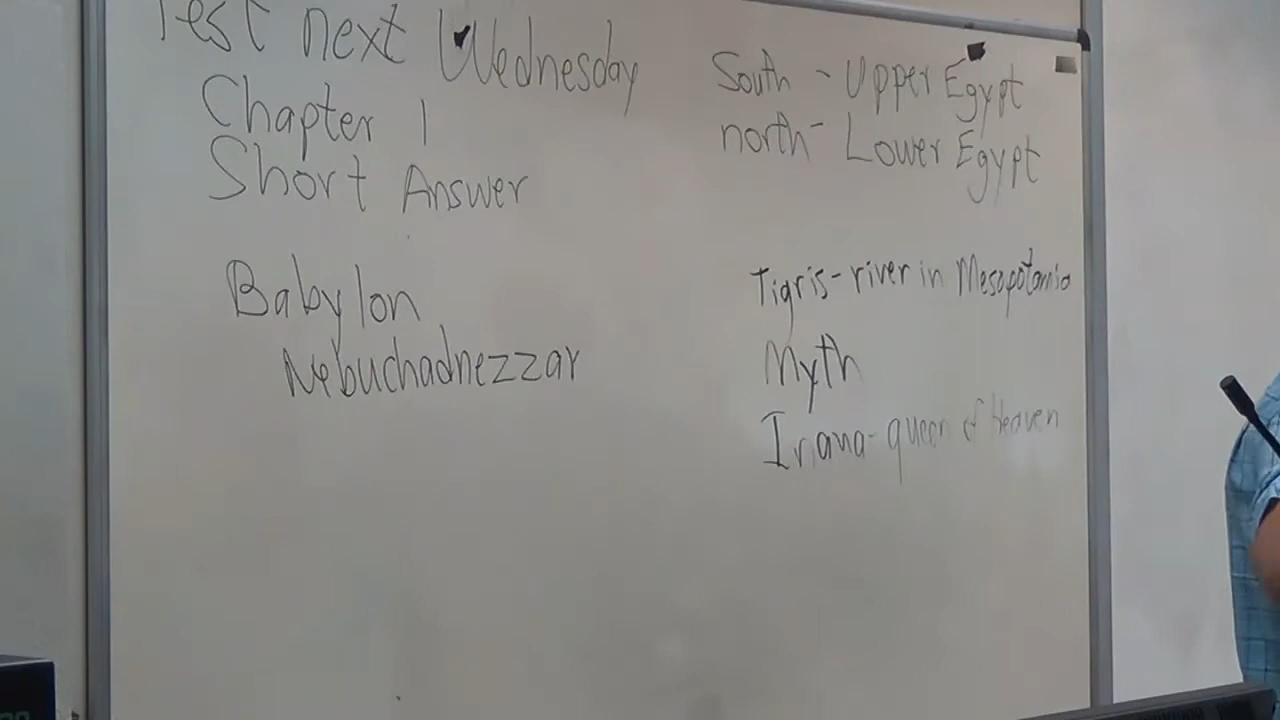 Test next Wednesday
Chapter 1
Short Answer
Babylon
Nebuchadnezzar
South - Upper Egypt
north - Lower Egypt
Tigris - river in Mesopotamia
Myth
Irana - queen of Heaven